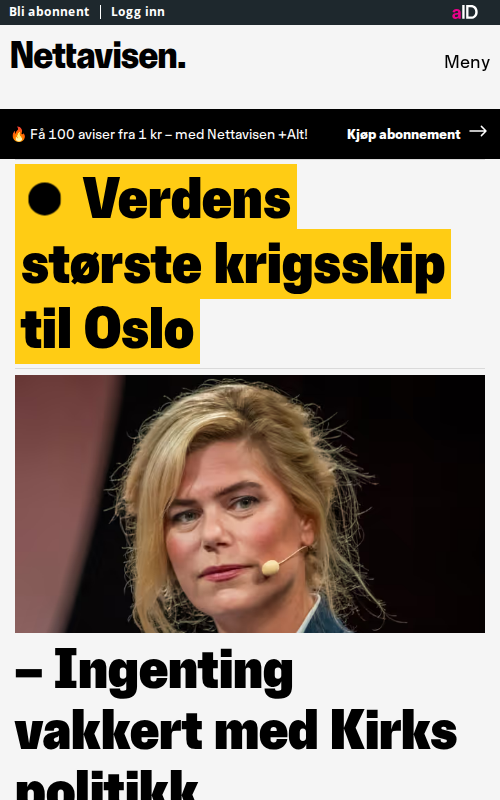 Bli abonnent | Logg inn
aID
Nettavisen.
Meny
🔥 Få 100 aviser fra 1 kr – med Nettavisen +Alt!
Kjøp abonnement →
● Verdens
største krigsskip
til Oslo
– Ingenting
vakkert med Kirks
politikk